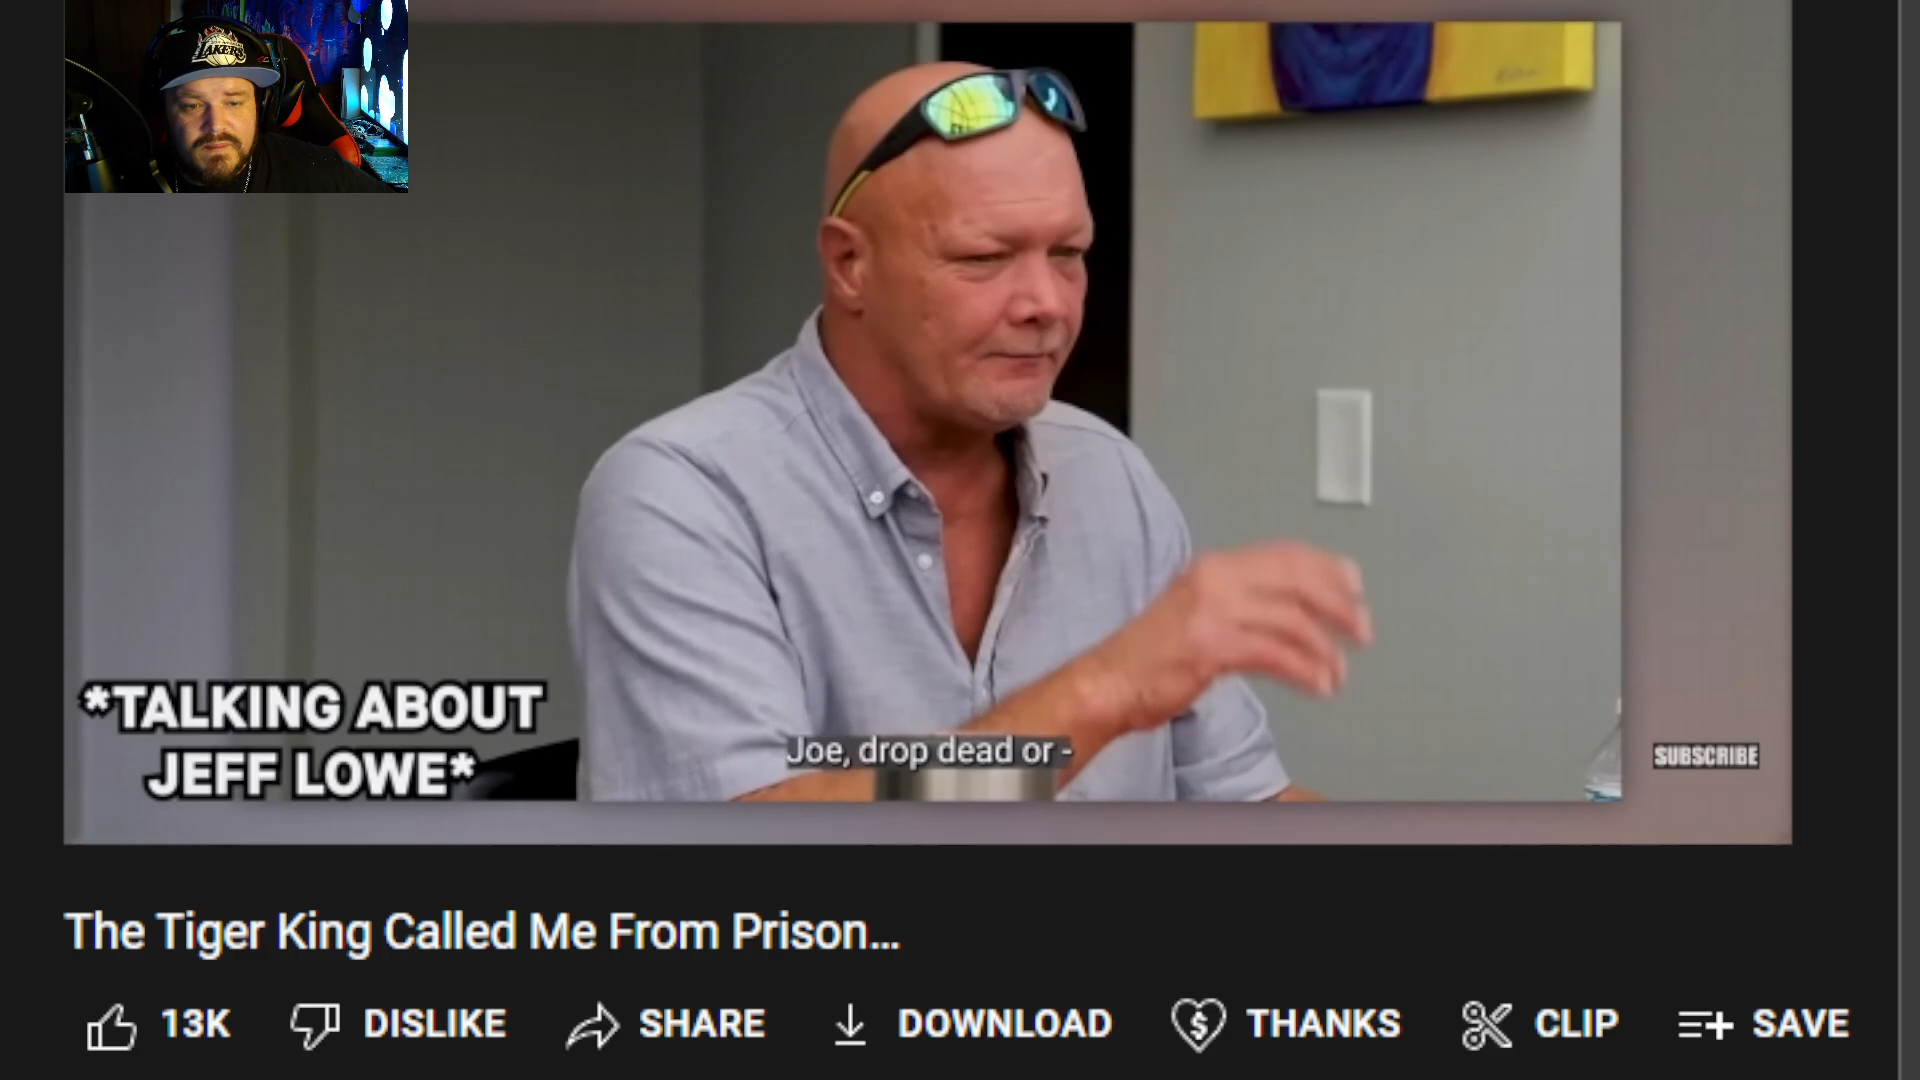 LAKERS
*TALKING ABOUT
JEFF LOWE*
Joe, drop dead or -
SUBSCRIBE
The Tiger King Called Me From Prison...
13K DISLIKE SHARE DOWNLOAD THANKS CLIP SAVE